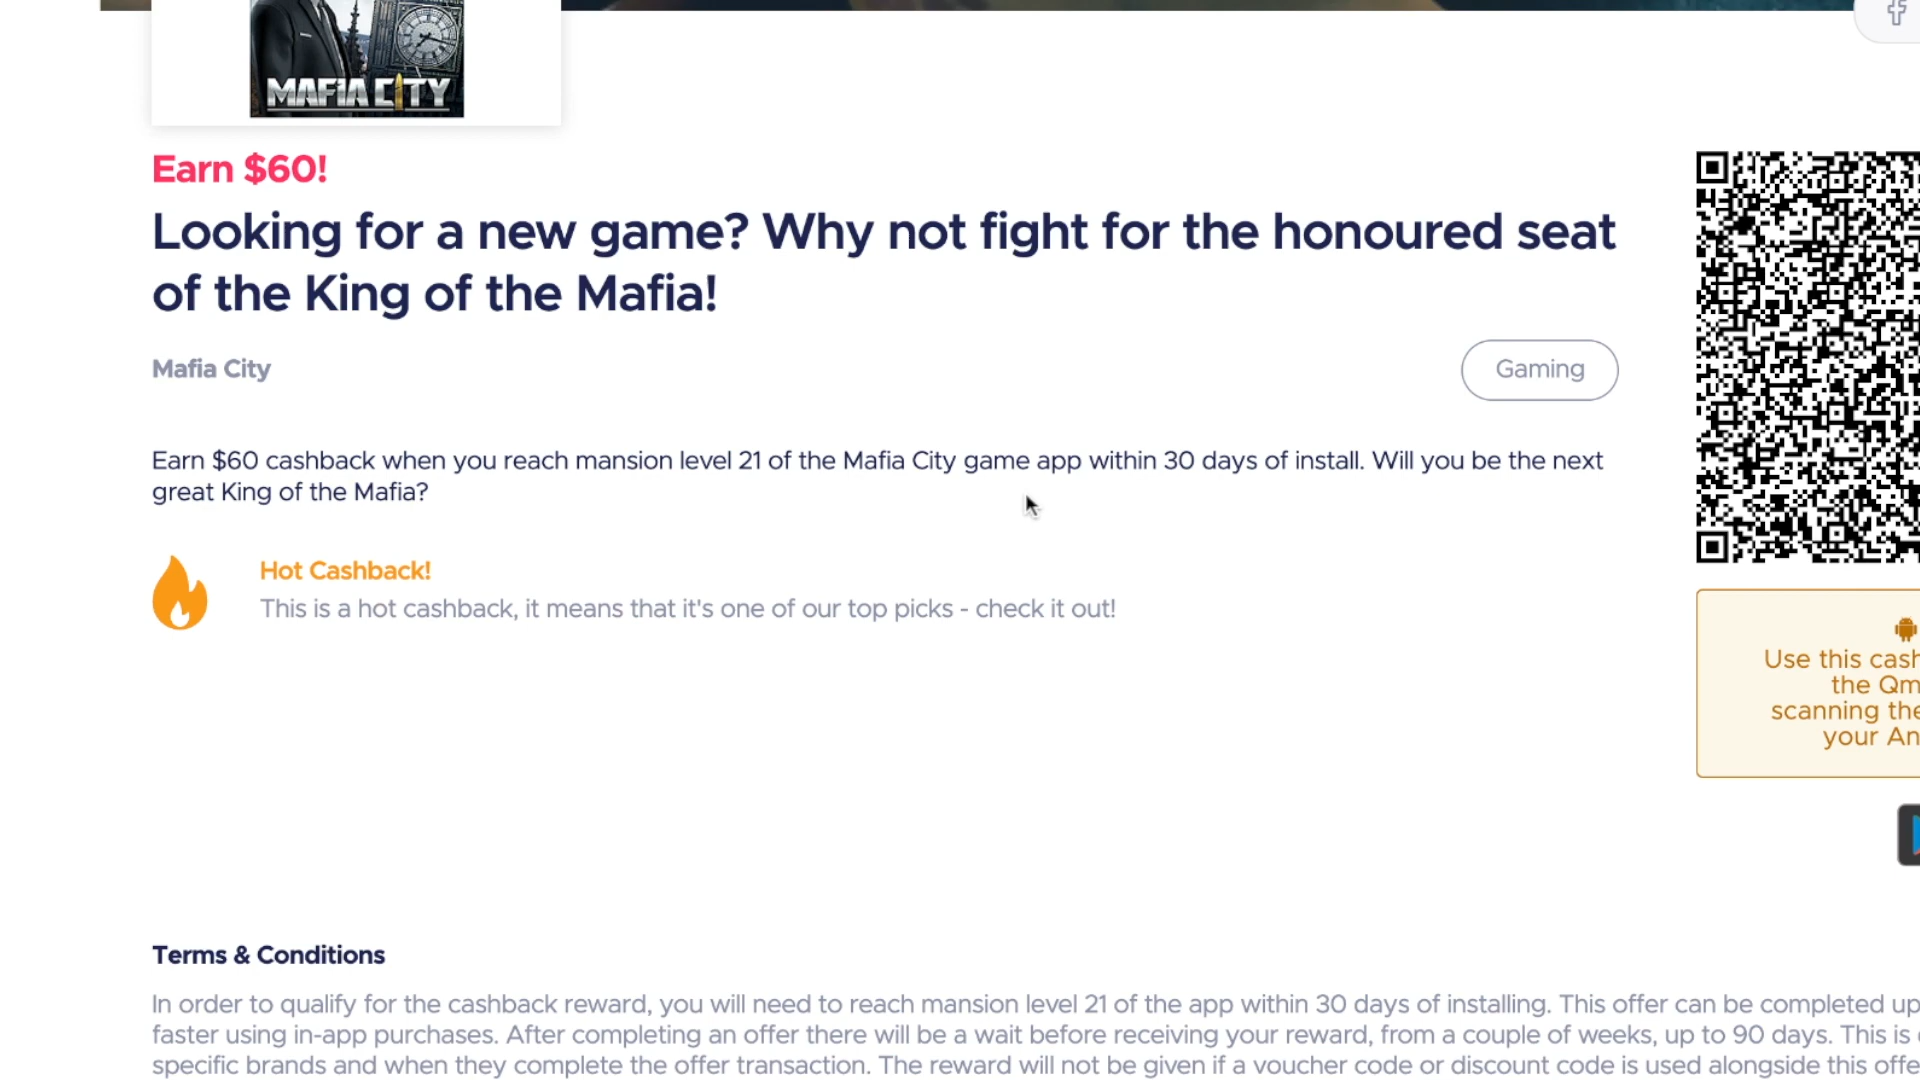 MAFIA CITY
Earn $60!
Looking for a new game? Why not fight for the honoured seat
of the King of the Mafia!
Mafia City
Gaming
Earn $60 cashback when you reach mansion level 21 of the Mafia City game app within 30 days of install. Will you be the next
great King of the Mafia?
Hot Cashback!
This is a hot cashback, it means that it's one of our top picks - check it out!
Use this cash
the Qm
scanning the
your An
Terms & Conditions
In order to qualify for the cashback reward, you will need to reach mansion level 21 of the app within 30 days of installing. This offer can be completed up
faster using in-app purchases. After completing an offer there will be a wait before receiving your reward, from a couple of weeks, up to 90 days. This is
specific brands and when they complete the offer transaction. The reward will not be given if a voucher code or discount code is used alongside this offe